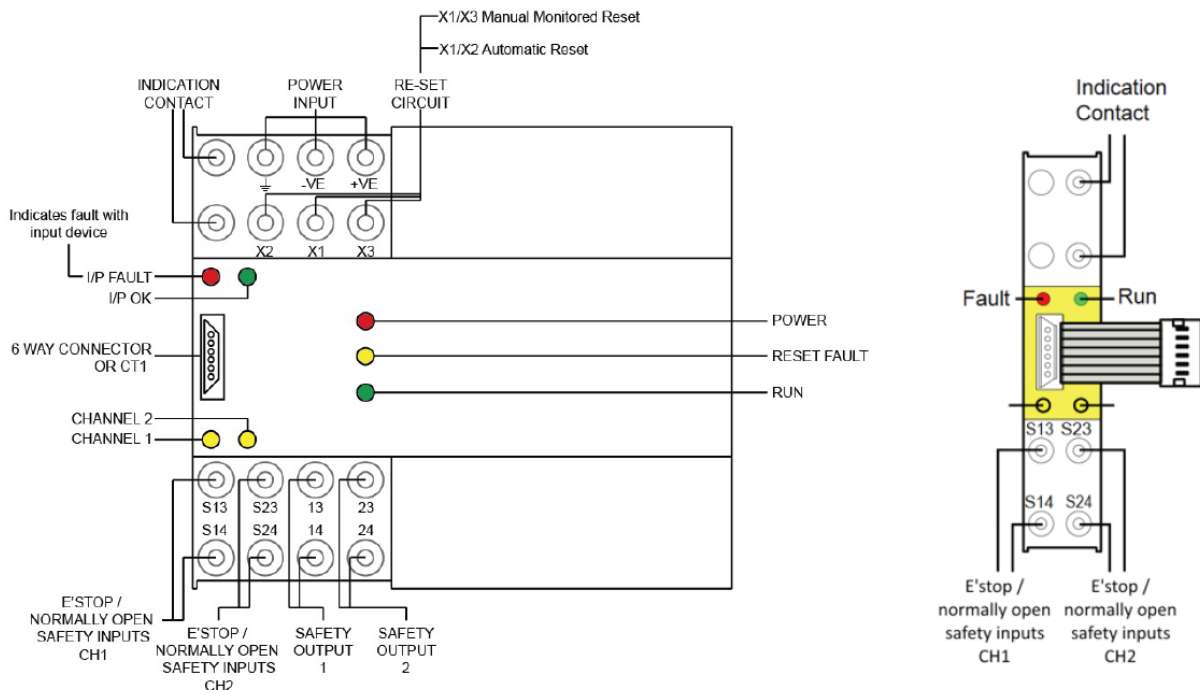 X1/X3 Manual Monitored Reset
X1/X2 Automatic Reset
INDICATION
CONTACT
POWER
INPUT
RE-SET
CIRCUIT
-VE
+VE
X2
X1
X3
Indicates fault with
input device
I/P FAULT
I/P OK
6 WAY CONNECTOR
OR CT1
POWER
RESET FAULT
RUN
CHANNEL 2
CHANNEL 1
S13
S23
13
23
S14
S24
14
24
E'STOP /
NORMALLY OPEN
SAFETY INPUTS
CH1
E'STOP /
NORMALLY OPEN
SAFETY INPUTS
CH2
SAFETY
OUTPUT
1
SAFETY
OUTPUT
2
Indication
Contact
Fault
Run
S13
S23
S14
S24
E'stop /
normally open
safety inputs
CH1
E'stop /
normally open
safety inputs
CH2